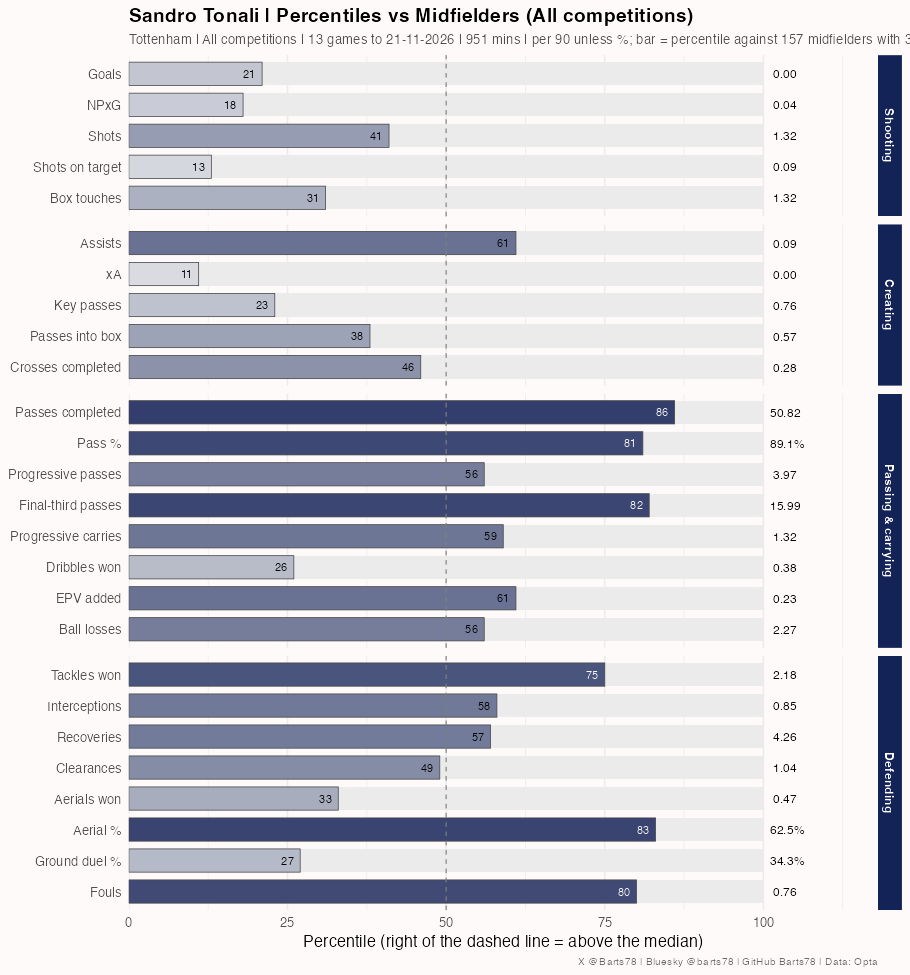 Sandro Tonali | Percentiles vs Midfielders (All competitions)
Tottenham | All competitions | 13 games to 21-11-2026 | 951 mins | per 90 unless %; bar = percentile against 157 midfielders with
Goals 21 0.00
NPxG 18 0.04
Shots 41 1.32
Shots on target 13 0.09
Box touches 31 1.32
Shooting
Assists 61 0.09
xA 11 0.00
Key passes 23 0.76
Passes into box 38 0.57
Crosses completed 46 0.28
Creating
Passes completed 86 50.82
Pass % 81 89.1%
Progressive passes 56 3.97
Final-third passes 82 15.99
Progressive carries 59 1.32
Dribbles won 26 0.38
EPV added 61 0.23
Ball losses 56 2.27
Passing & carrying
Tackles won 75 2.18
Interceptions 58 0.85
Recoveries 57 4.26
Clearances 49 1.04
Aerials won 33 0.47
Aerial % 83 62.5%
Ground duel % 27 34.3%
Fouls 80 0.76
Defending
0 25 50 75 100
Percentile (right of the dashed line = above the median)
X @Barts78 | Bluesky @barts78 | GitHub Barts78 | Data: Opta